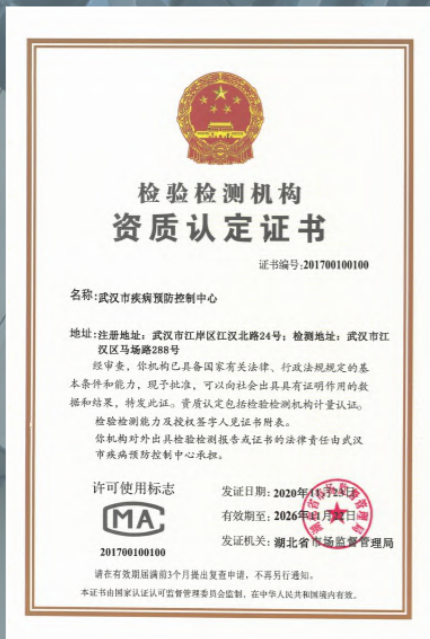 检验检测机构
资质认定证书
证书编号:201700100100
名称:武汉市疾病预防控制中心
地址:注册地址:武汉市江岸区江汉北路24号;检测地址:武汉市江
汉区马场路288号
经审查,你机构已具备国家有关法律、行政法规规定的基
本条件和能力,现予批准,可以向社会出具具有证明作用的数
据和结果,特发此证。资质认定包括检验检测机构计量认证。
检验检测能力及授权签字人见证书附表。
你机构对外出具检验检测报告或证书的法律责任由武汉
市疾病预防控制中心承担。
许可使用标志
MA
201700100100
发证日期:2020年11月23日
有效期至:2026年11月22日
发证机关:湖北省市场监督管理局
请在有效期届满前3个月提出复查申请,不再另行通知。
本证书由国家认证认可监督管理委员会监制,在中华人民共和国境内有效。